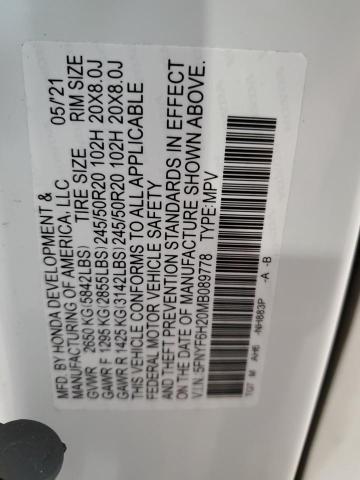 MFD. BY HONDA DEVELOPMENT & 05/'21
MANUFACTURING OF AMERICA, LLC
TIRE SIZE RIM SIZE
GVWR 2650 KG(5842LBS)
GAWR F 1295 KG(2855LBS)245/50R20 102H 20X8.0J
GAWR R 1425 KG(3142LBS)245/50R20 102H 20X8.0J
THIS VEHICLE CONFORMS TO ALL APPLICABLE
FEDERAL MOTOR VEHICLE SAFETY
AND THEFT PREVENTION STANDARDS IN EFFECT
ON THE DATE OF MANUFACTURE SHOWN ABOVE.
V.I.N. 5FNYF6H20MB089778 TYPE:MPV
TG7 M AH6 -NH883P -A -B